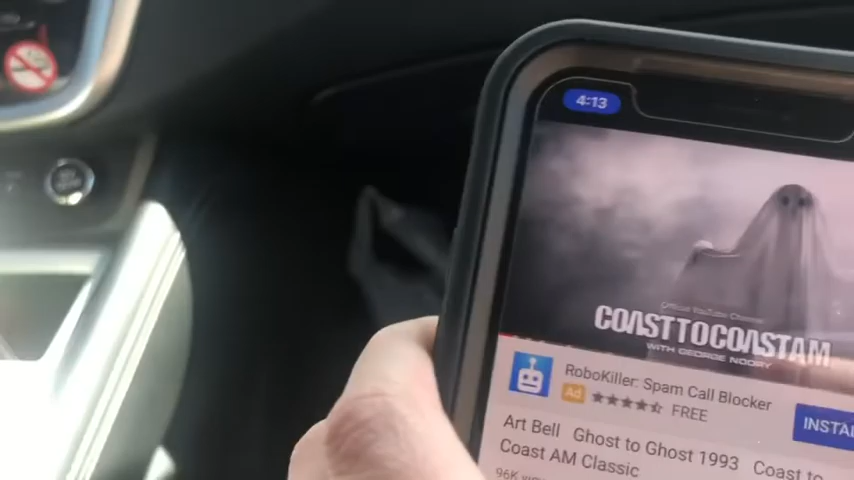 4:13
Official YouTube Channel
COASTTOCOASTAM
WITH GEORGE NOORY
RoboKiller: Spam Call Blocker
Ad
FREE
INSTAL
Art Bell Ghost to Ghost 1993 Coast to
Coast AM Classic
96K